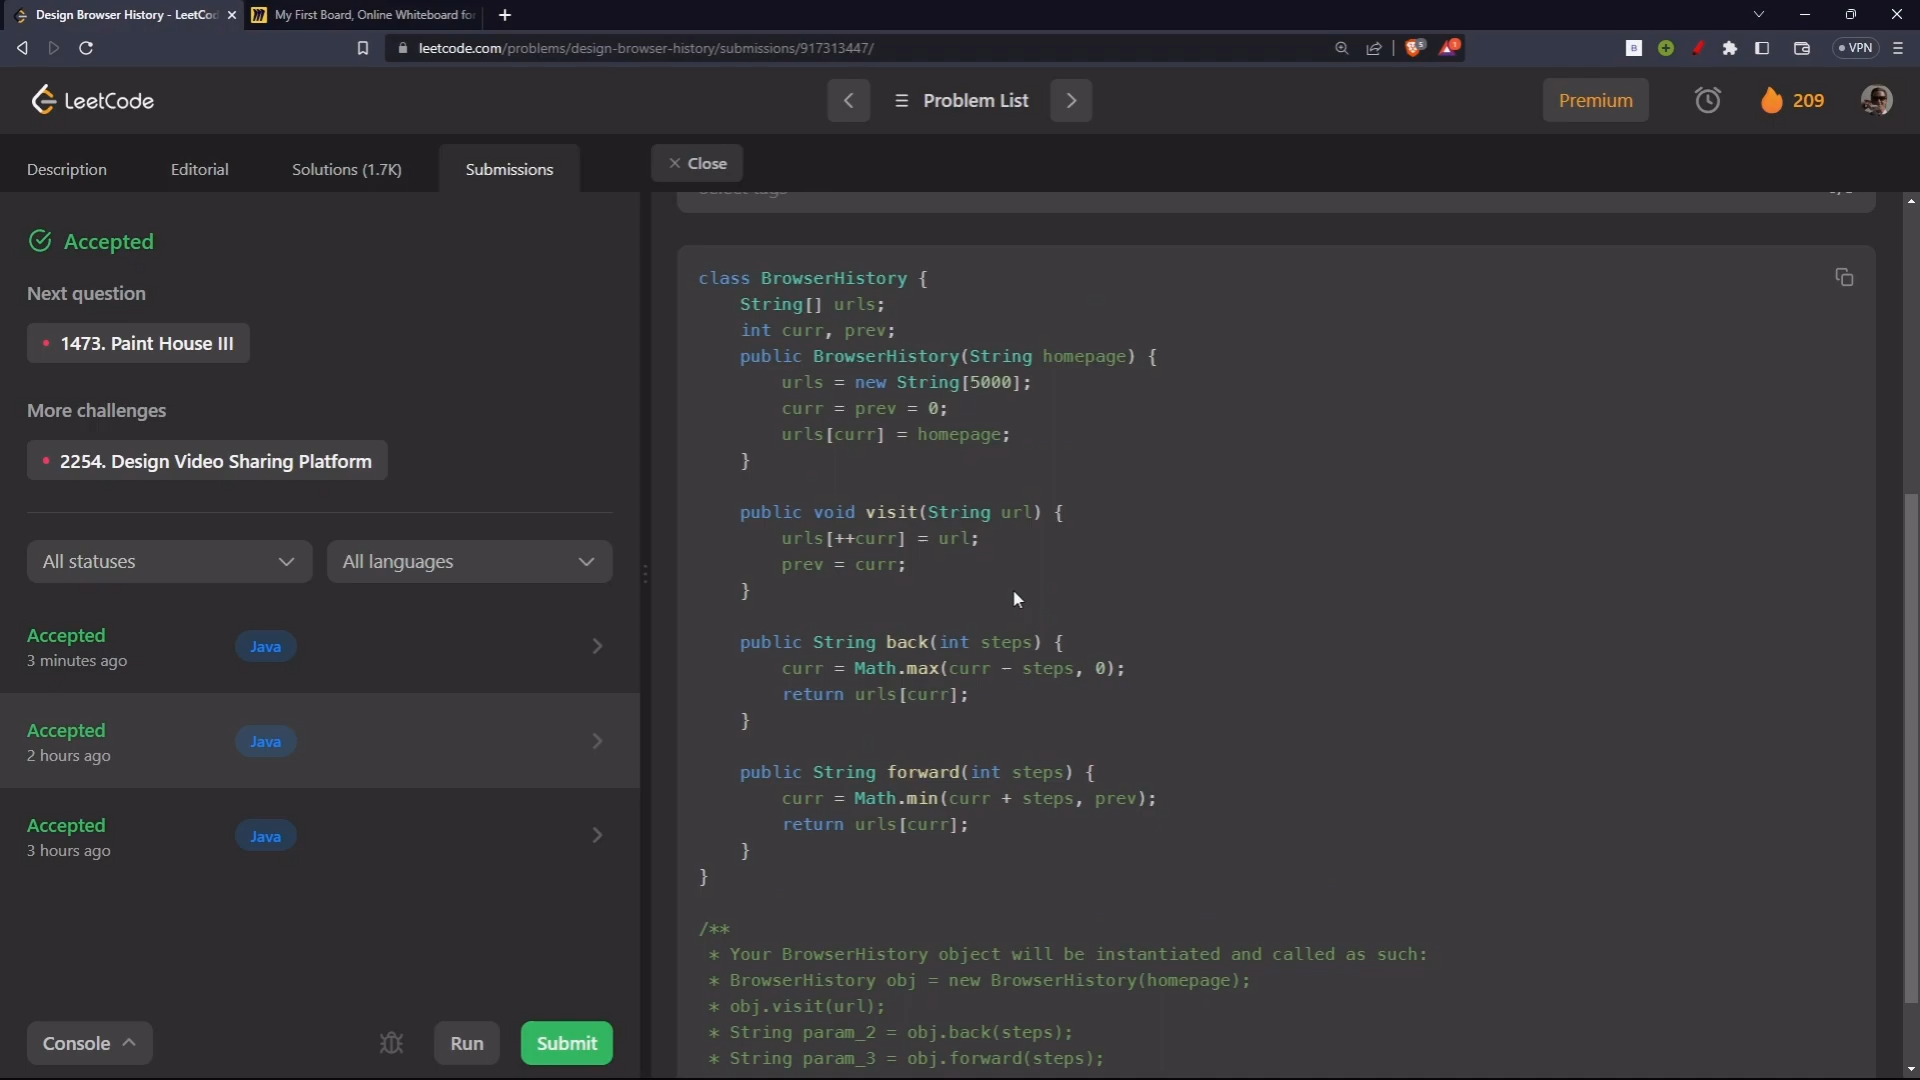 Design Browser History - LeetCod
My First Board, Online Whiteboard for
leetcode.com/problems/design-browser-history/submissions/917313447/
VPN
LeetCode
Problem List
Premium
209
Description
Editorial
Solutions (1.7K)
Submissions
Close
Accepted
Next question
1473. Paint House III
More challenges
2254. Design Video Sharing Platform
All statuses
All languages
Accepted
Java
3 minutes ago
Accepted
Java
2 hours ago
Accepted
Java
3 hours ago
Console
Run
Submit
class BrowserHistory {
String[] urls;
int curr, prev;
public BrowserHistory(String homepage) {
urls = new String[5000];
curr = prev = 0;
urls[curr] = homepage;
}
public void visit(String url) {
urls[++curr] = url;
prev = curr;
}
public String back(int steps) {
curr = Math.max(curr - steps, 0);
return urls[curr];
}
public String forward(int steps) {
curr = Math.min(curr + steps, prev);
return urls[curr];
}
}
/**
* Your BrowserHistory object will be instantiated and called as such:
* BrowserHistory obj = new BrowserHistory(homepage);
* obj.visit(url);
* String param_2 = obj.back(steps);
* String param_3 = obj.forward(steps);